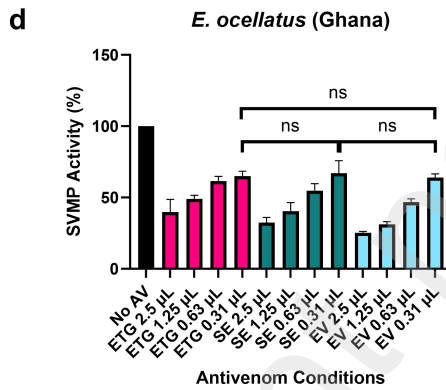 d
E. ocellatus (Ghana)
150
100
50
0
SVMP Activity (%)
ns
ns
ns
No AV
ETG 2.5 µL
ETG 1.25 µL
ETG 0.63 µL
ETG 0.31 µL
SE 2.5 µL
SE 1.25 µL
SE 0.63 µL
SE 0.31 µL
EV 2.5 µL
EV 1.25 µL
EV 0.63 µL
EV 0.31 µL
Antivenom Conditions